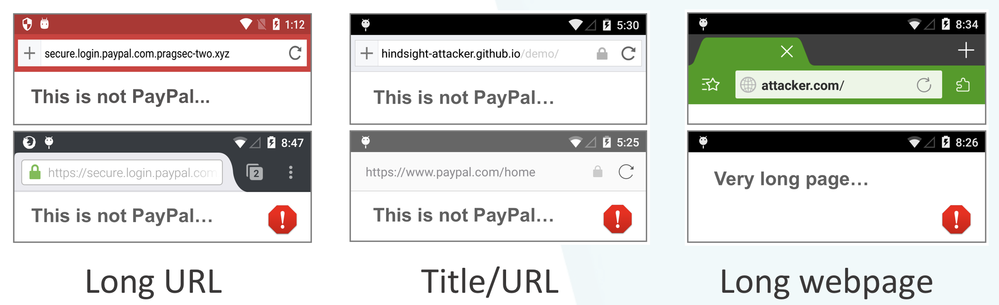 1:12
secure.login.paypal.com.pragsec-two.xyz
This is not PayPal...
8:47
https://secure.login.paypal.com
2
This is not PayPal...
Long URL
5:30
hindsight-attacker.github.io/demo/
This is not PayPal...
5:25
https://www.paypal.com/home
This is not PayPal...
Title/URL
8:34
attacker.com/
8:26
Very long page...
Long webpage